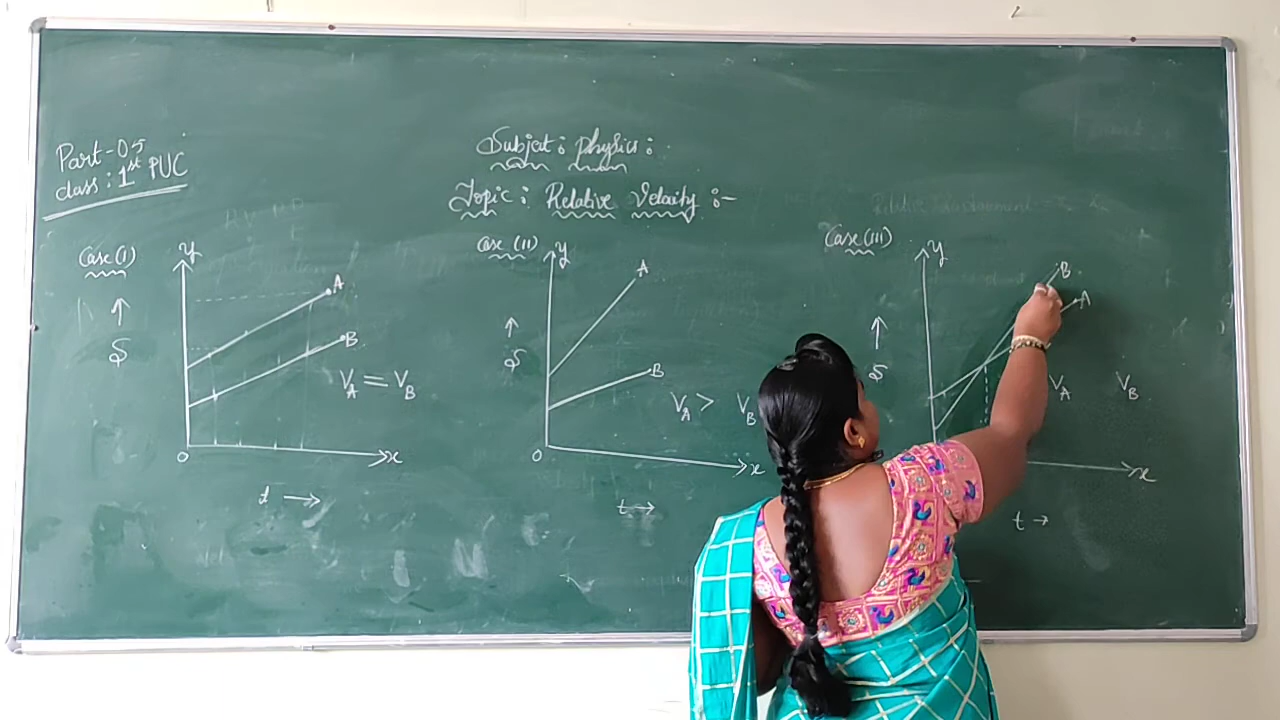 Part-05
class: 1st PUC
Subject: physics:
Topic: Relative Velocity :-
Case (I)
y
A
B
↑
S
VA = VB
O
x
t →
Case (II)
y
A
B
↑
S
VA > VB
O
x
t →
Case (III)
y
B
A
↑
S
VA VB
x
t →